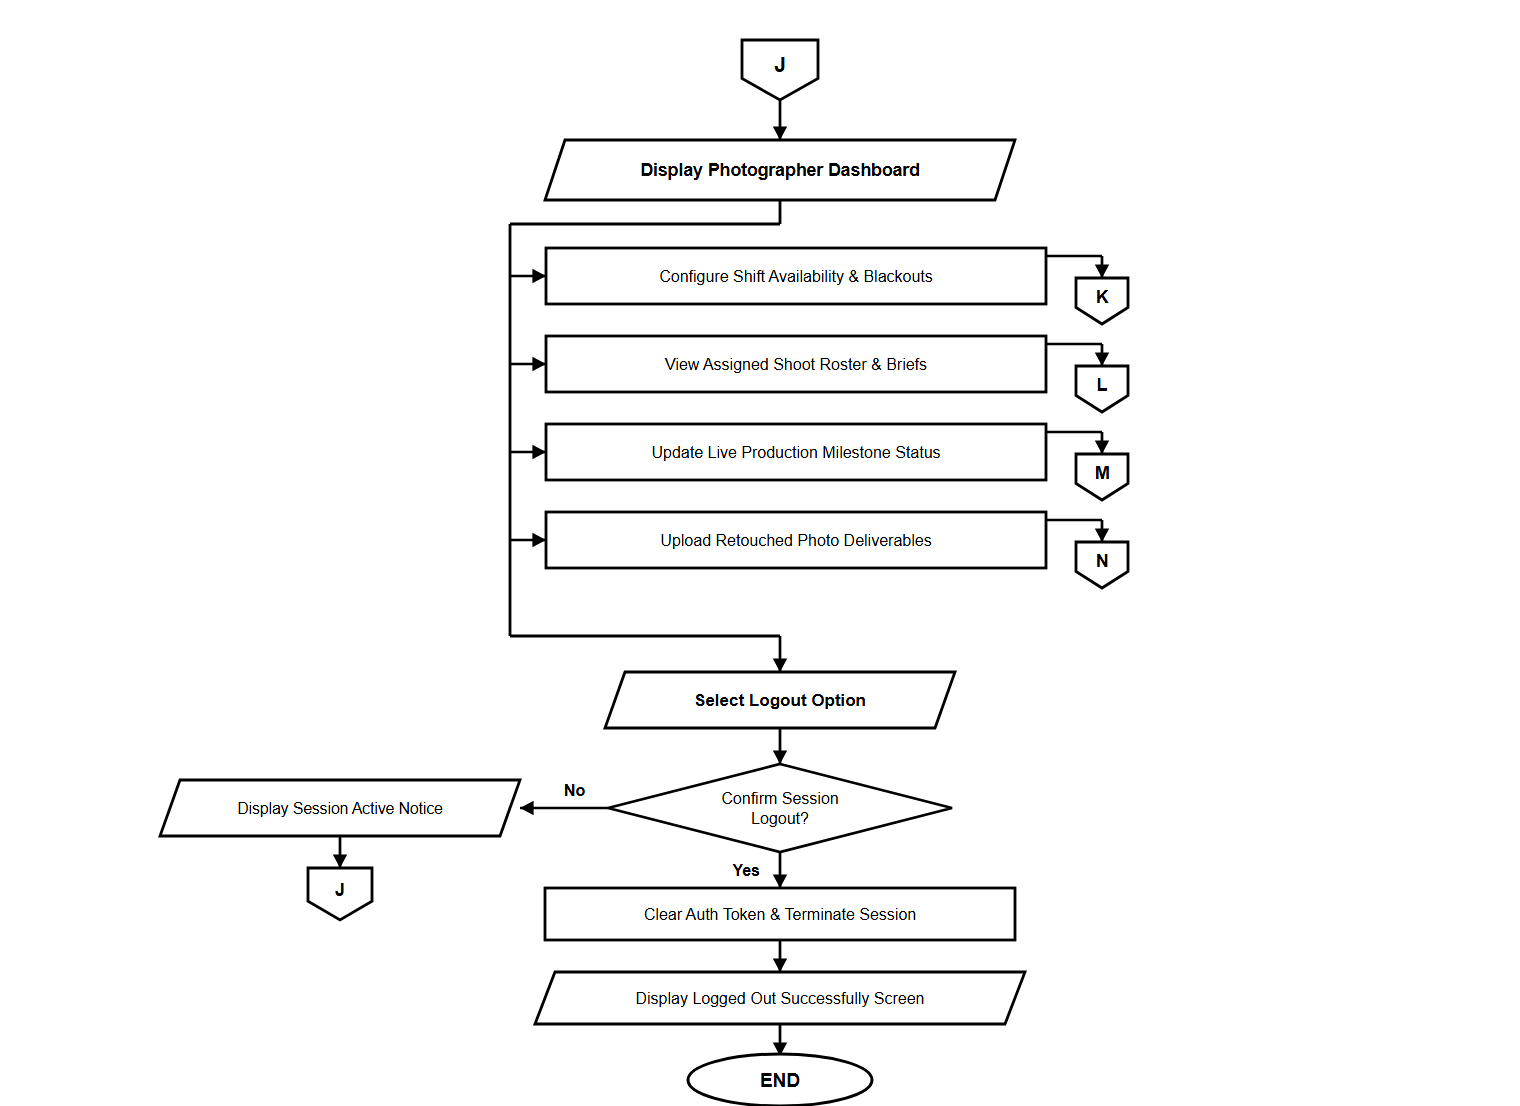 J
Display Photographer Dashboard
Configure Shift Availability & Blackouts
K
View Assigned Shoot Roster & Briefs
L
Update Live Production Milestone Status
M
Upload Retouched Photo Deliverables
N
Select Logout Option
Confirm Session
Logout?
No
Display Session Active Notice
J
Yes
Clear Auth Token & Terminate Session
Display Logged Out Successfully Screen
END